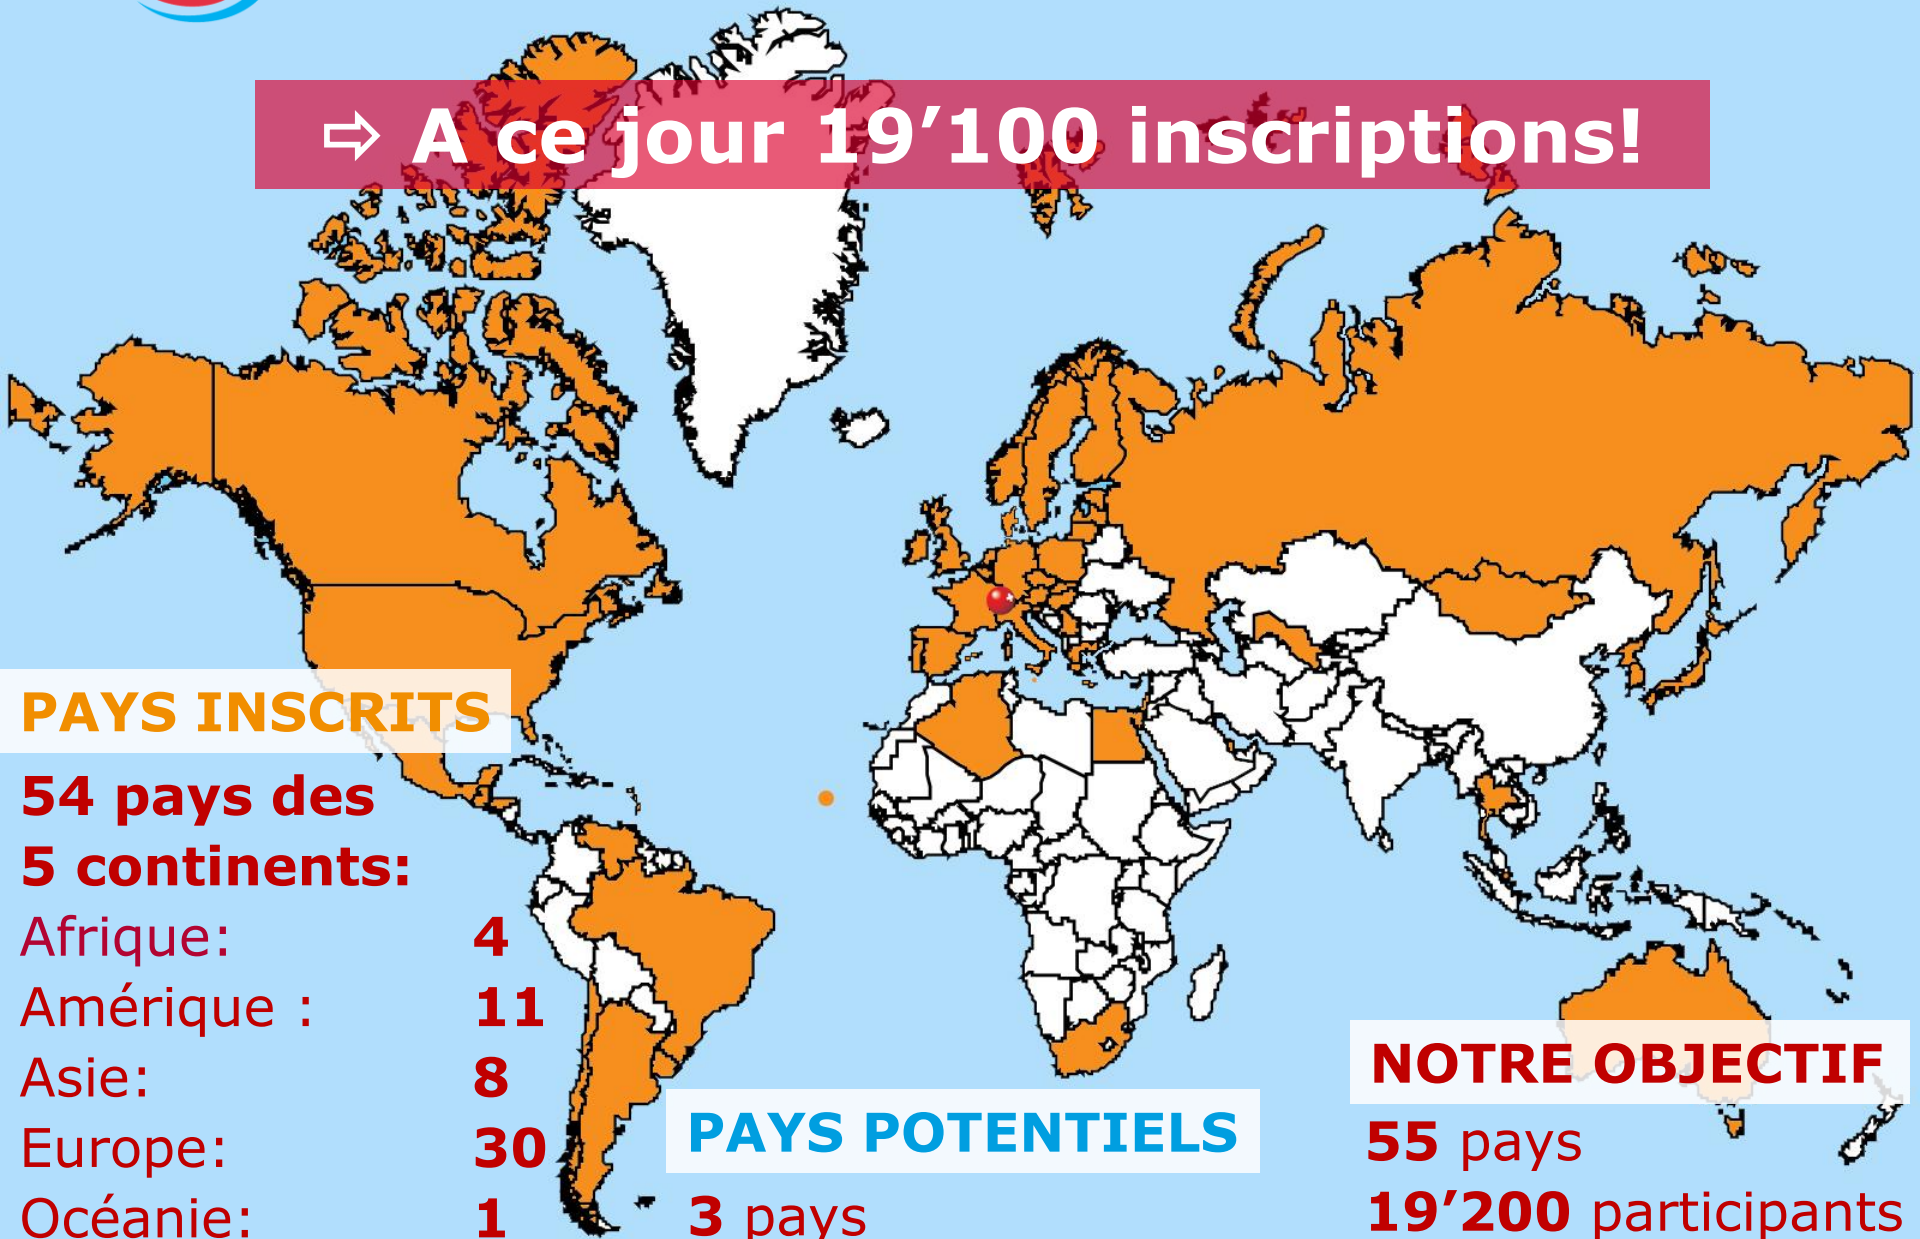 ⇨ A ce jour 19’100 inscriptions!
PAYS INSCRITS
54 pays des
5 continents:
Afrique: 4
Amérique : 11
Asie: 8
Europe: 30
Océanie: 1
PAYS POTENTIELS
3 pays
NOTRE OBJECTIF
55 pays
19’200 participants